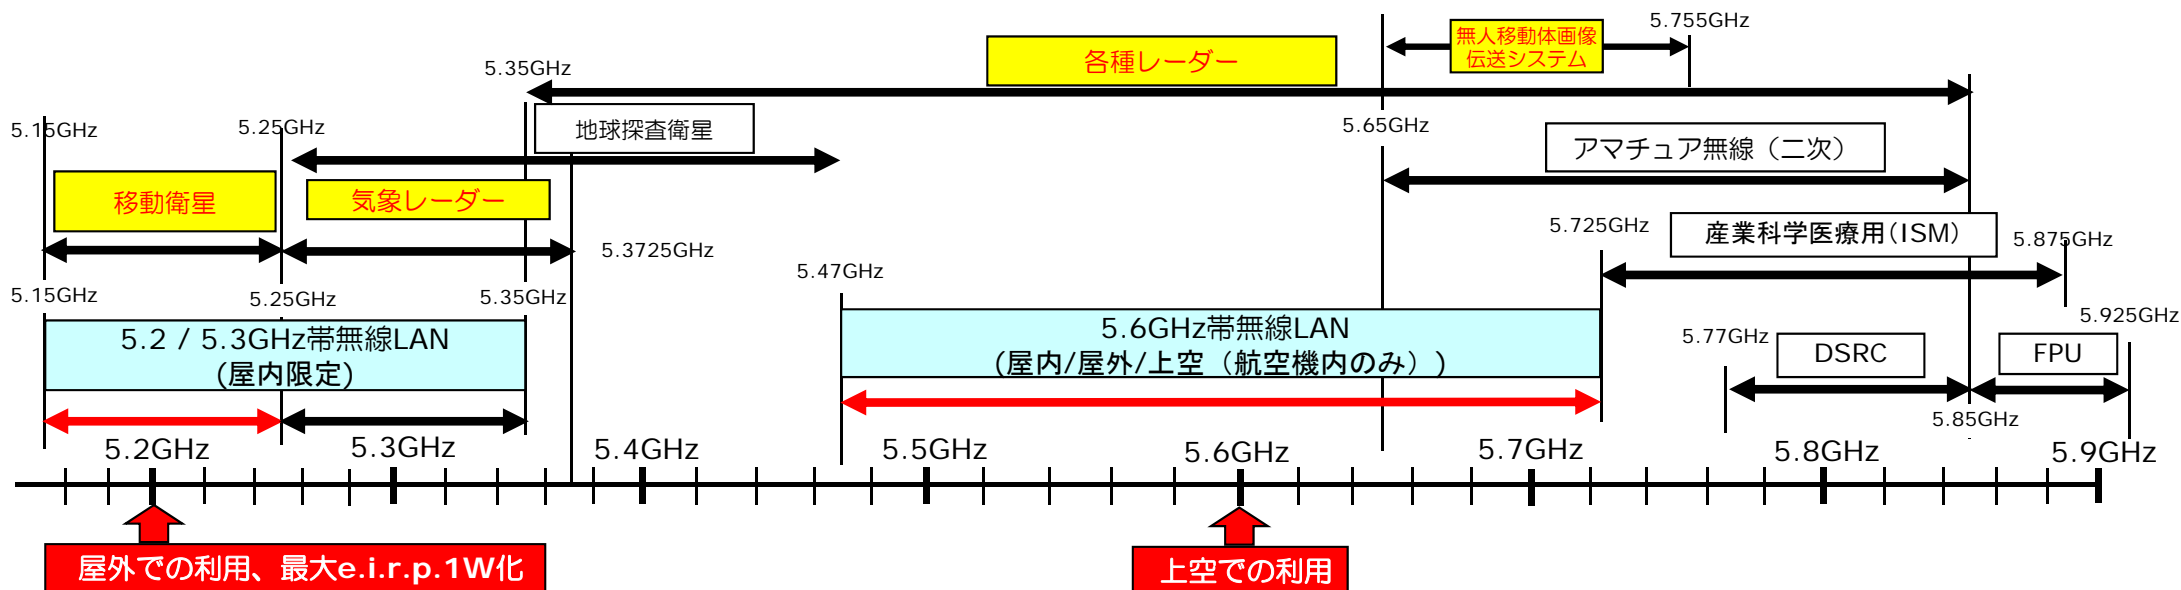 5.755GHz
無人移動体画像
伝送システム
各種レーダー
5.35GHz
地球探査衛星
5.15GHz
5.25GHz
5.65GHz
アマチュア無線（二次）
移動衛星
気象レーダー
5.725GHz
産業科学医療用(ISM)
5.875GHz
5.3725GHz
5.47GHz
5.15GHz
5.25GHz
5.35GHz
5.2 / 5.3GHz帯無線LAN
(屋内限定)
5.6GHz帯無線LAN
(屋内/屋外/上空（航空機内のみ）)
5.925GHz
5.77GHz
DSRC
FPU
5.85GHz
5.2GHz
5.3GHz
5.4GHz
5.5GHz
5.6GHz
5.7GHz
5.8GHz
5.9GHz
屋外での利用、最大e.i.r.p.1W化
上空での利用